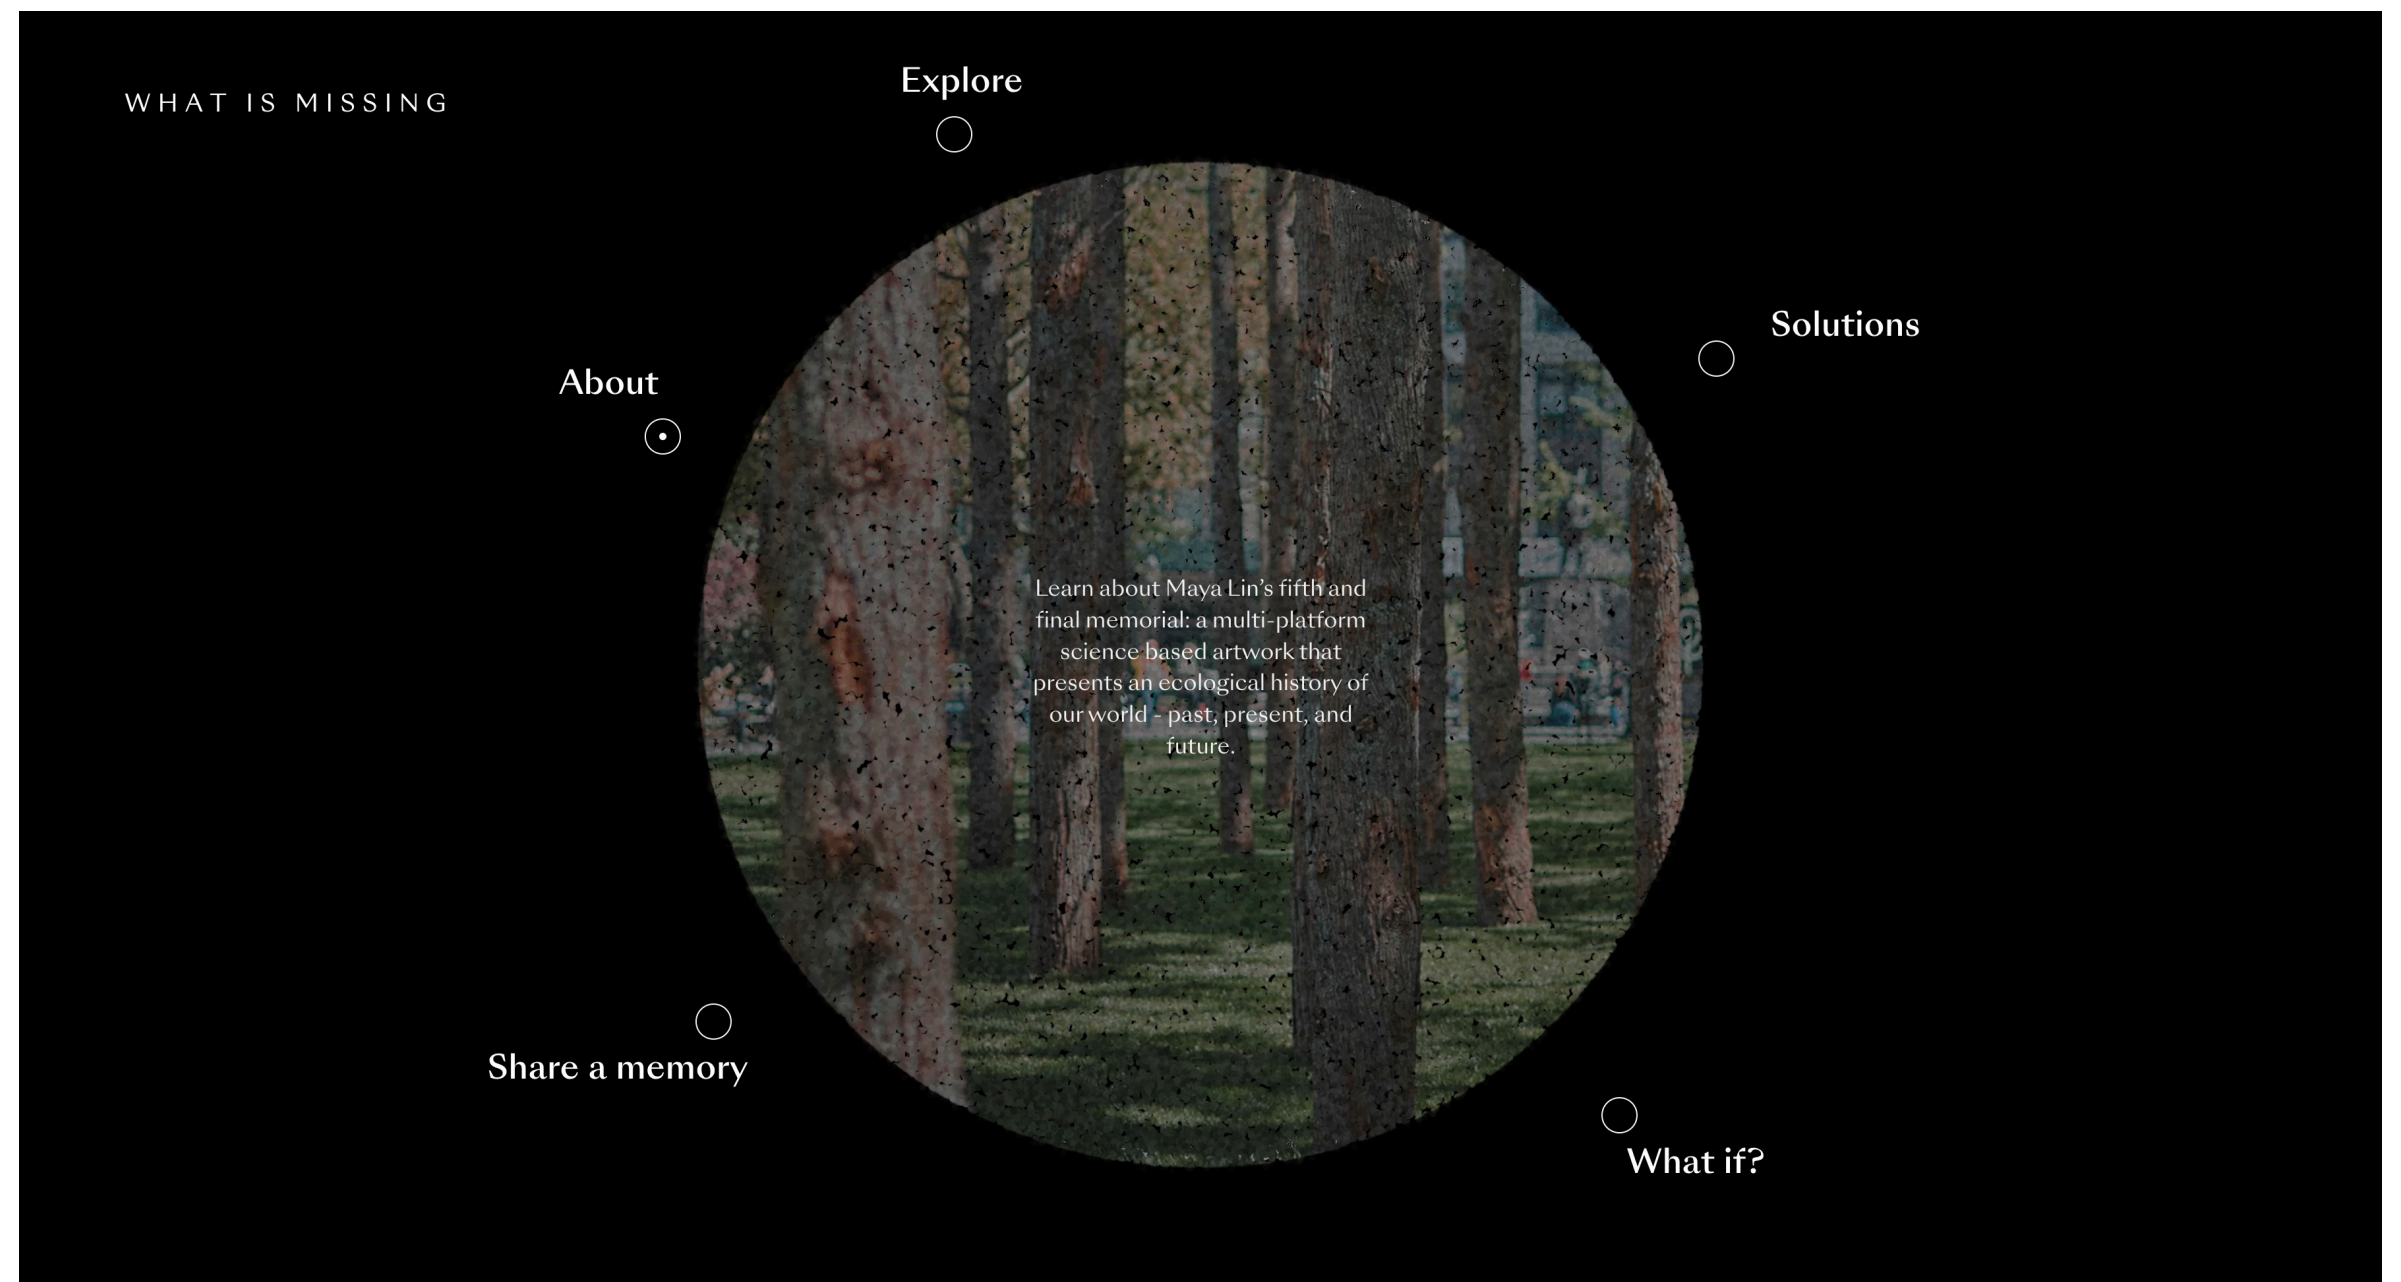 WHAT IS MISSING
Explore
Solutions
About
Learn about Maya Lin’s fifth and
final memorial: a multi-platform
science based artwork that
presents an ecological history of
our world - past, present, and
future.
Share a memory
What if?